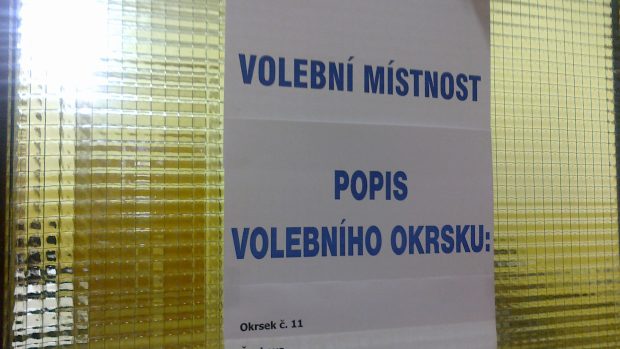 VOLEBNÍ MÍSTNOST
POPIS
VOLEBNÍHO OKRSKU:
Okrsek č. 11